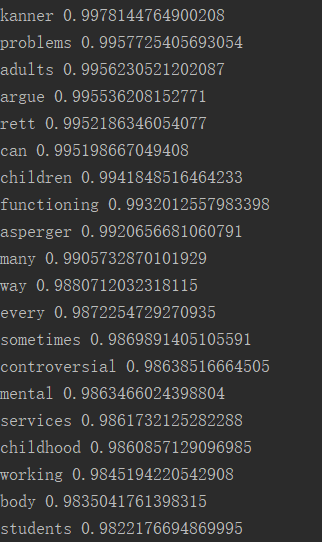 kanner 0.9978144764900208
problems 0.9957725405693054
adults 0.9956230521202087
argue 0.995536208152771
rett 0.9952186346054077
can 0.995198667049408
children 0.9941848516464233
functioning 0.9932012557983398
asperger 0.9920656681060791
many 0.9905732870101929
way 0.9880712032318115
every 0.9872254729270935
sometimes 0.9869891405105591
controversial 0.98638516664505
mental 0.9863466024398804
services 0.9861732125282288
childhood 0.9860857129096985
working 0.9845194220542908
body 0.9835041761398315
students 0.9822176694869995